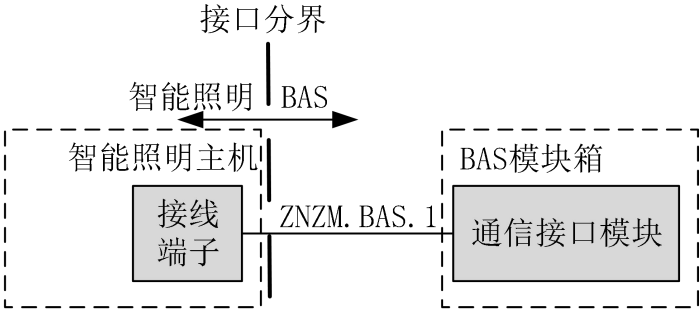 接口分界
智能照明 BAS
智能照明主机
BAS模块箱
接线
端子
ZNZM.BAS.1
通信接口模块